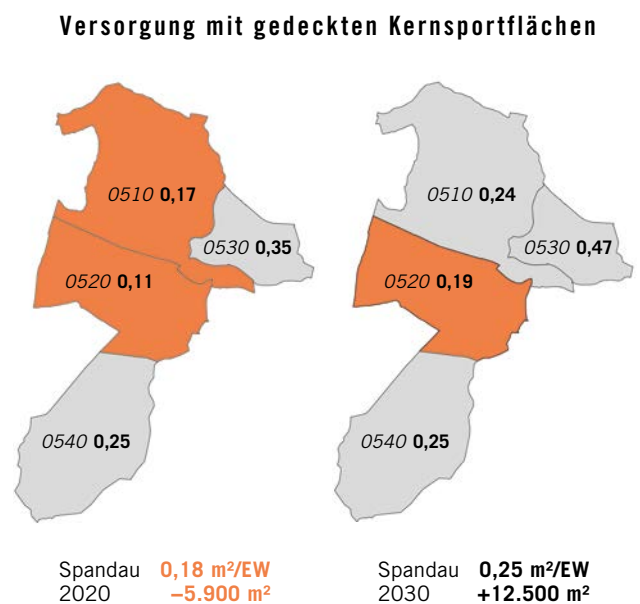 Versorgung mit gedeckten Kernsportflächen
0510 0,17
0530 0,35
0520 0,11
0540 0,25
Spandau 0,18 m²/EW
2020 –5.900 m²
0510 0,24
0530 0,47
0520 0,19
0540 0,25
Spandau 0,25 m²/EW
2030 +12.500 m²